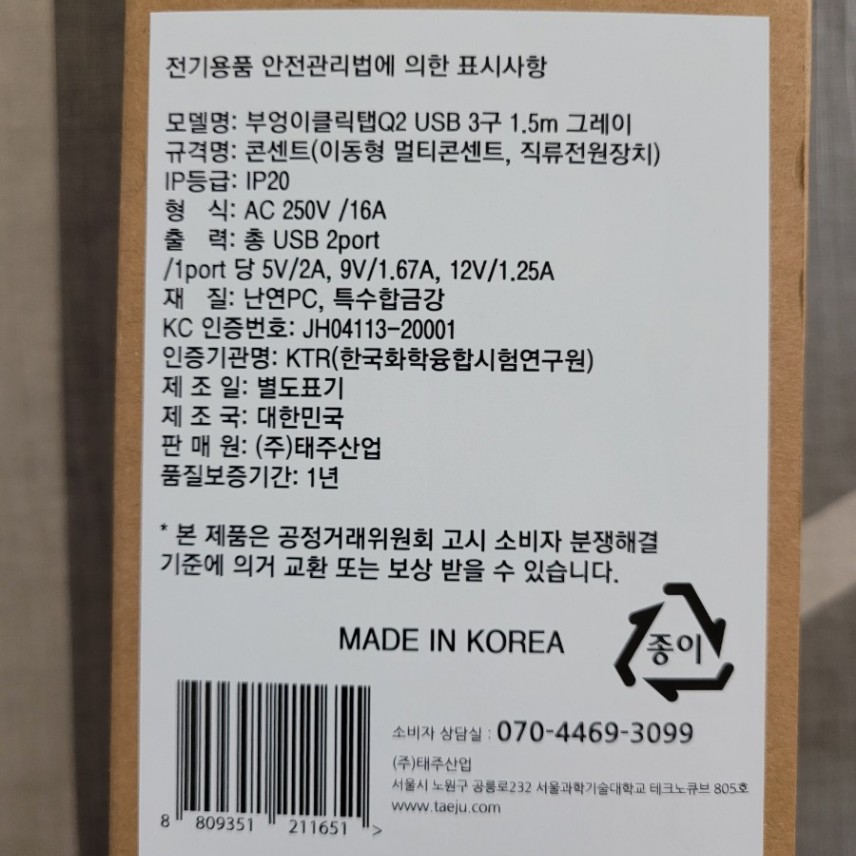 전기용품 안전관리법에 의한 표시사항
모델명: 부엉이클릭탭Q2 USB 3구 1.5m 그레이
규격명: 콘센트(이동형 멀티콘센트, 직류전원장치)
IP등급: IP20
형 식: AC 250V /16A
출 력: 총 USB 2port
/1port 당 5V/2A, 9V/1.67A, 12V/1.25A
재 질: 난연PC, 특수합금강
KC 인증번호: JH04113-20001
인증기관명: KTR(한국화학융합시험연구원)
제 조 일: 별도표기
제 조 국: 대한민국
판 매 원: (주)태주산업
품질보증기간: 1년
* 본 제품은 공정거래위원회 고시 소비자 분쟁해결
기준에 의거 교환 또는 보상 받을 수 있습니다.
MADE IN KOREA
종이
소비자 상담실 : 070-4469-3099
(주)태주산업
서울시 노원구 공릉로232 서울과학기술대학교 테크노큐브 805호
www.taeju.com
8 809351 211651 >